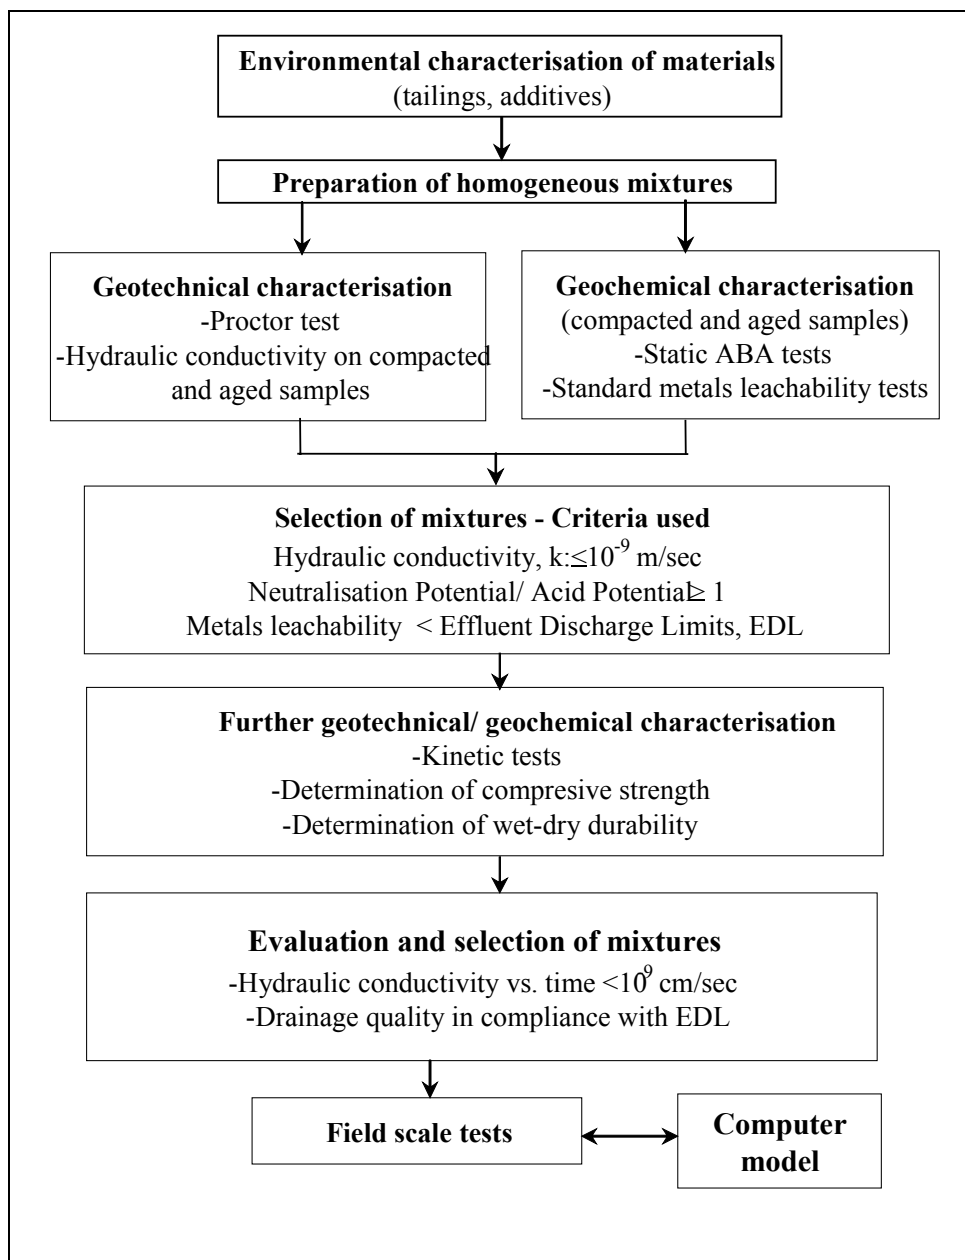 Environmental characterisation of materials
(tailings, additives)
Preparation of homogeneous mixtures
Geotechnical characterisation
-Proctor test
-Hydraulic conductivity on compacted
and aged samples
Geochemical characterisation
(compacted and aged samples)
-Static ABA tests
-Standard metals leachability tests
Selection of mixtures - Criteria used
Hydraulic conductivity, k:≤10⁻⁹ m/sec
Neutralisation Potential/ Acid Potential≥ 1
Metals leachability < Effluent Discharge Limits, EDL
Further geotechnical/ geochemical characterisation
-Kinetic tests
-Determination of compresive strength
-Determination of wet-dry durability
Evaluation and selection of mixtures
-Hydraulic conductivity vs. time <10⁹ cm/sec
-Drainage quality in compliance with EDL
Field scale tests
Computer
model